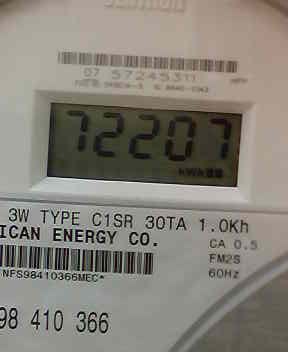 07 57245311
72207
3W TYPE C1SR 30TA 1.0Kh
ICAN ENERGY CO.
CA 0.5
FM2S
60Hz
NFS98410366MEC*
98 410 366